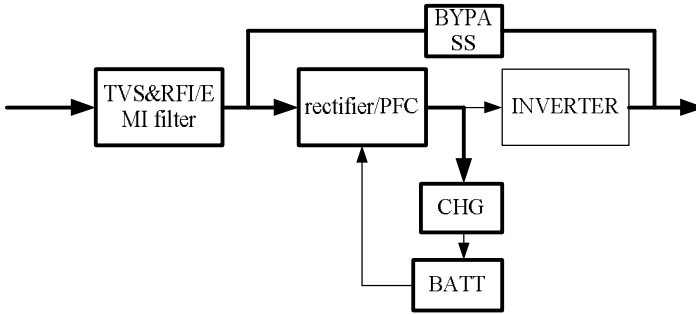 BYPA
SS
TVS&RFI/E
MI filter
rectifier/PFC
INVERTER
CHG
BATT